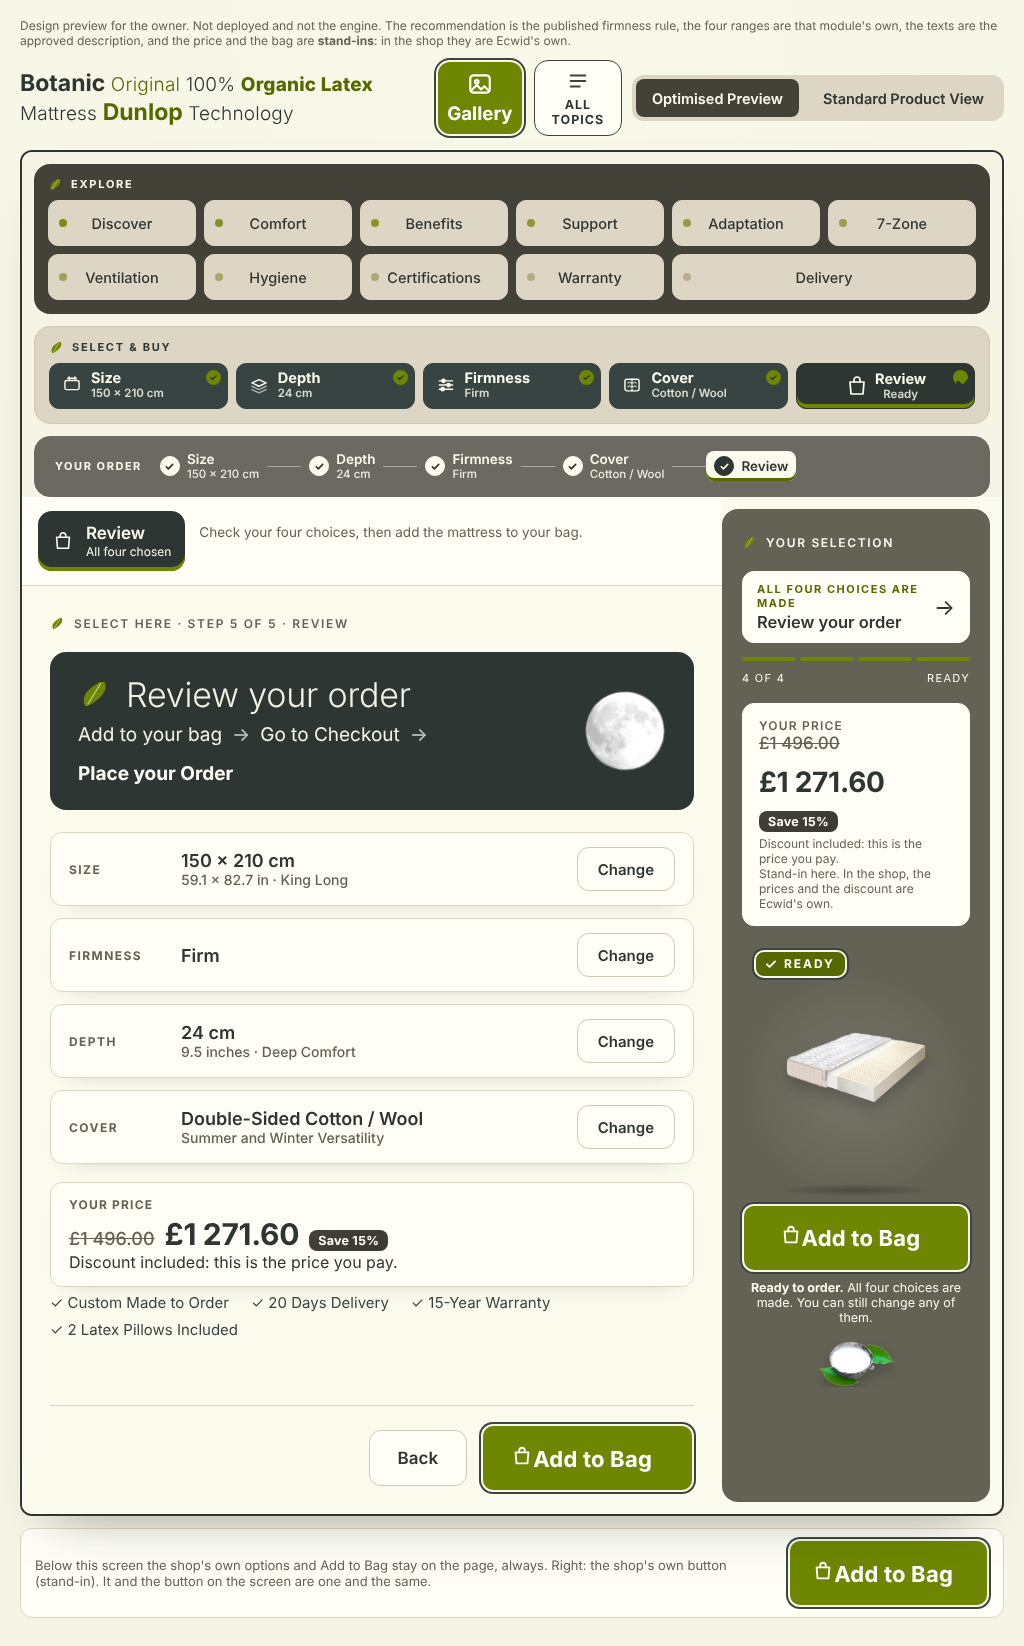 Design preview for the owner. Not deployed and not the engine. The recommendation is the published firmness rule, the four ranges are that module's own, the texts are the
approved description, and the price and the bag are stand-ins: in the shop they are Ecwid's own.
Botanic Original 100% Organic Latex
Mattress Dunlop Technology
Gallery
ALL
TOPICS
Optimised Preview
Standard Product View
EXPLORE
Discover
Comfort
Benefits
Support
Adaptation
7-Zone
Ventilation
Hygiene
Certifications
Warranty
Delivery
SELECT & BUY
Size
150 × 210 cm
Depth
24 cm
Firmness
Firm
Cover
Cotton / Wool
Review
Ready
YOUR ORDER
Size
150 × 210 cm
Depth
24 cm
Firmness
Firm
Cover
Cotton / Wool
Review
Review
All four chosen
Check your four choices, then add the mattress to your bag.
SELECT HERE · STEP 5 OF 5 · REVIEW
Review your order
Add to your bag → Go to Checkout →
Place your Order
SIZE
150 × 210 cm
59.1 × 82.7 in · King Long
Change
FIRMNESS
Firm
Change
DEPTH
24 cm
9.5 inches · Deep Comfort
Change
COVER
Double-Sided Cotton / Wool
Summer and Winter Versatility
Change
YOUR PRICE
£1 496.00 £1 271.60 Save 15%
Discount included: this is the price you pay.
✓ Custom Made to Order ✓ 20 Days Delivery ✓ 15-Year Warranty
✓ 2 Latex Pillows Included
Back
Add to Bag
YOUR SELECTION
ALL FOUR CHOICES ARE
MADE
Review your order →
4 OF 4
READY
YOUR PRICE
£1 496.00
£1 271.60
Save 15%
Discount included: this is the
price you pay.
Stand-in here. In the shop, the
prices and the discount are
Ecwid's own.
✓ READY
Add to Bag
Ready to order. All four choices are
made. You can still change any of
them.
Below this screen the shop's own options and Add to Bag stay on the page, always. Right: the shop's own button
(stand-in). It and the button on the screen are one and the same.
Add to Bag